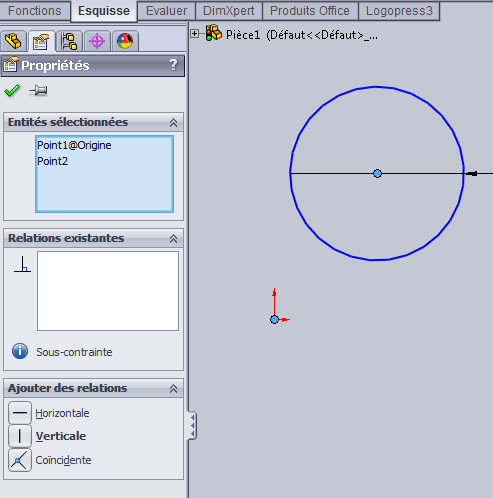 Fonctions Esquisse Evaluer DimXpert Produits Office Logopress3
Pièce1 (Défaut<<Défaut>_...
Propriétés ?
Entités sélectionnées
Point1@Origine
Point2
Relations existantes
Sous-contrainte
Ajouter des relations
Horizontale
Verticale
Coïncidente